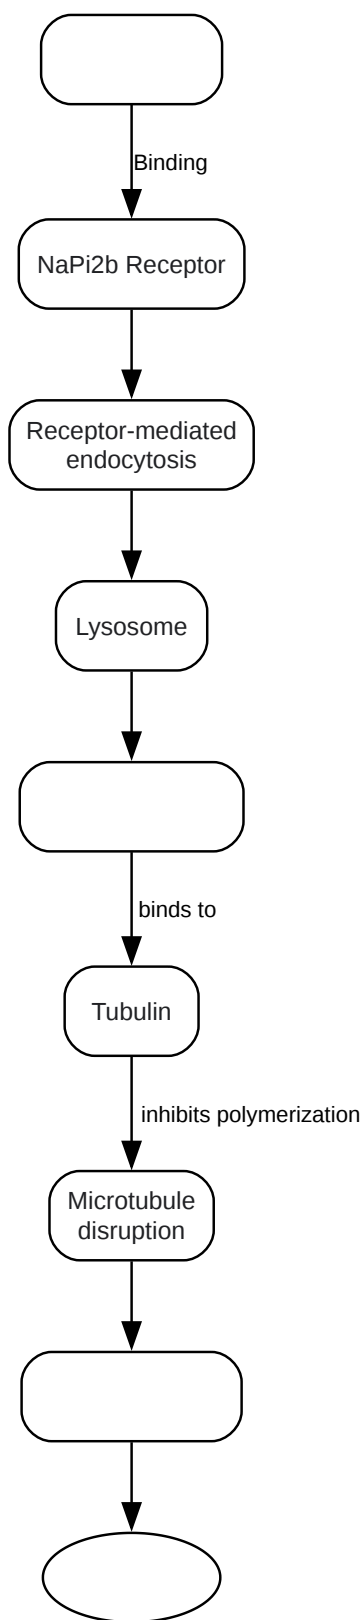 Binding
NaPi2b Receptor
Receptor-mediated
endocytosis
Lysosome
binds to
Tubulin
inhibits polymerization
Microtubule
disruption